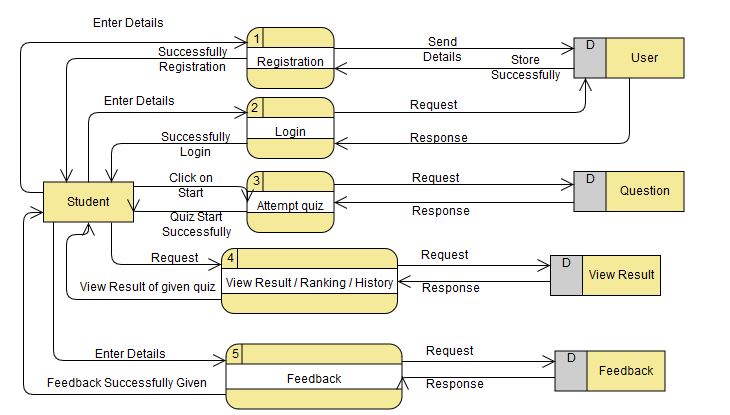 Enter Details
1
Registration
Successfully
Registration
Send
Details
Store
Successfully
D
User
Enter Details
2
Login
Successfully
Login
Request
Response
Student
Click on
Start
3
Attempt quiz
Quiz Start
Successfully
Request
Response
D
Question
Request
4
View Result / Ranking / History
View Result of given quiz
Request
Response
D
View Result
Enter Details
5
Feedback
Feedback Successfully Given
Request
Response
D
Feedback